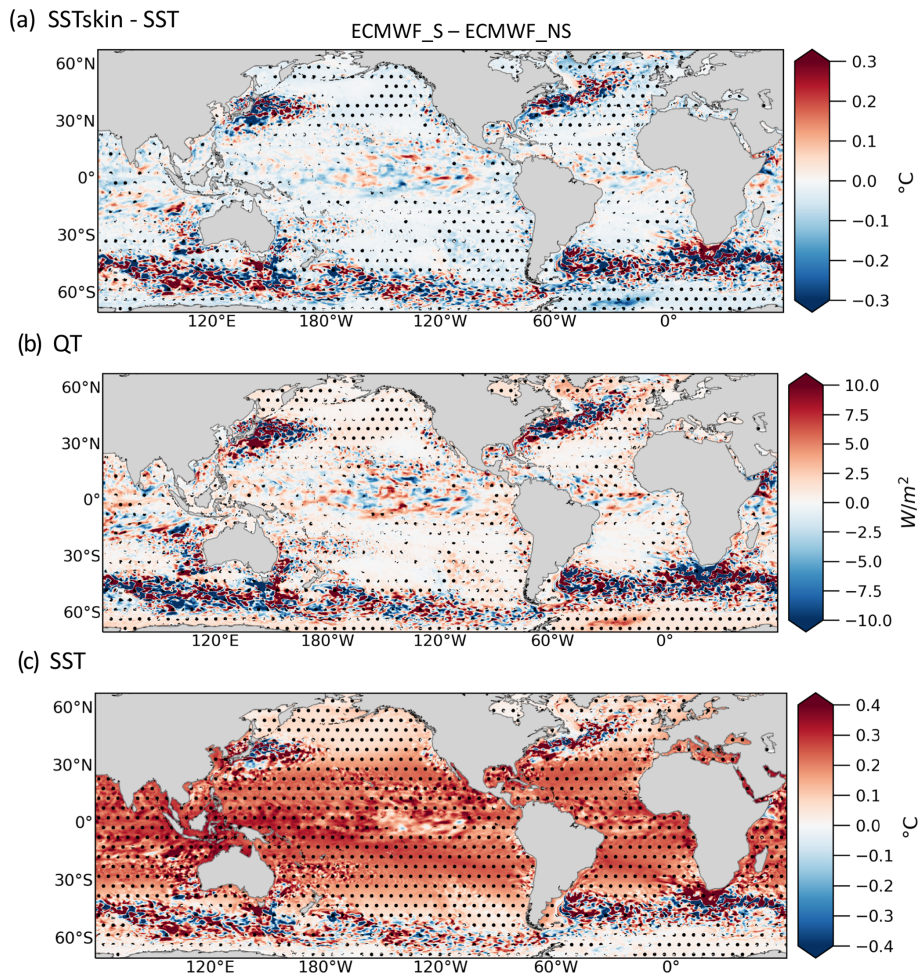 (a) SSTskin - SST
ECMWF_S – ECMWF_NS
60°N
30°N
0°
30°S
60°S
120°E 180°W 120°W 60°W 0°
0.3
0.2
0.1
0.0
−0.1
−0.2
−0.3
°C
(b) QT
60°N
30°N
0°
30°S
60°S
120°E 180°W 120°W 60°W 0°
10.0
7.5
5.0
2.5
0.0
−2.5
−5.0
−7.5
−10.0
W/m²
(c) SST
60°N
30°N
0°
30°S
60°S
120°E 180°W 120°W 60°W 0°
0.4
0.3
0.2
0.1
0.0
−0.1
−0.2
−0.3
−0.4
°C